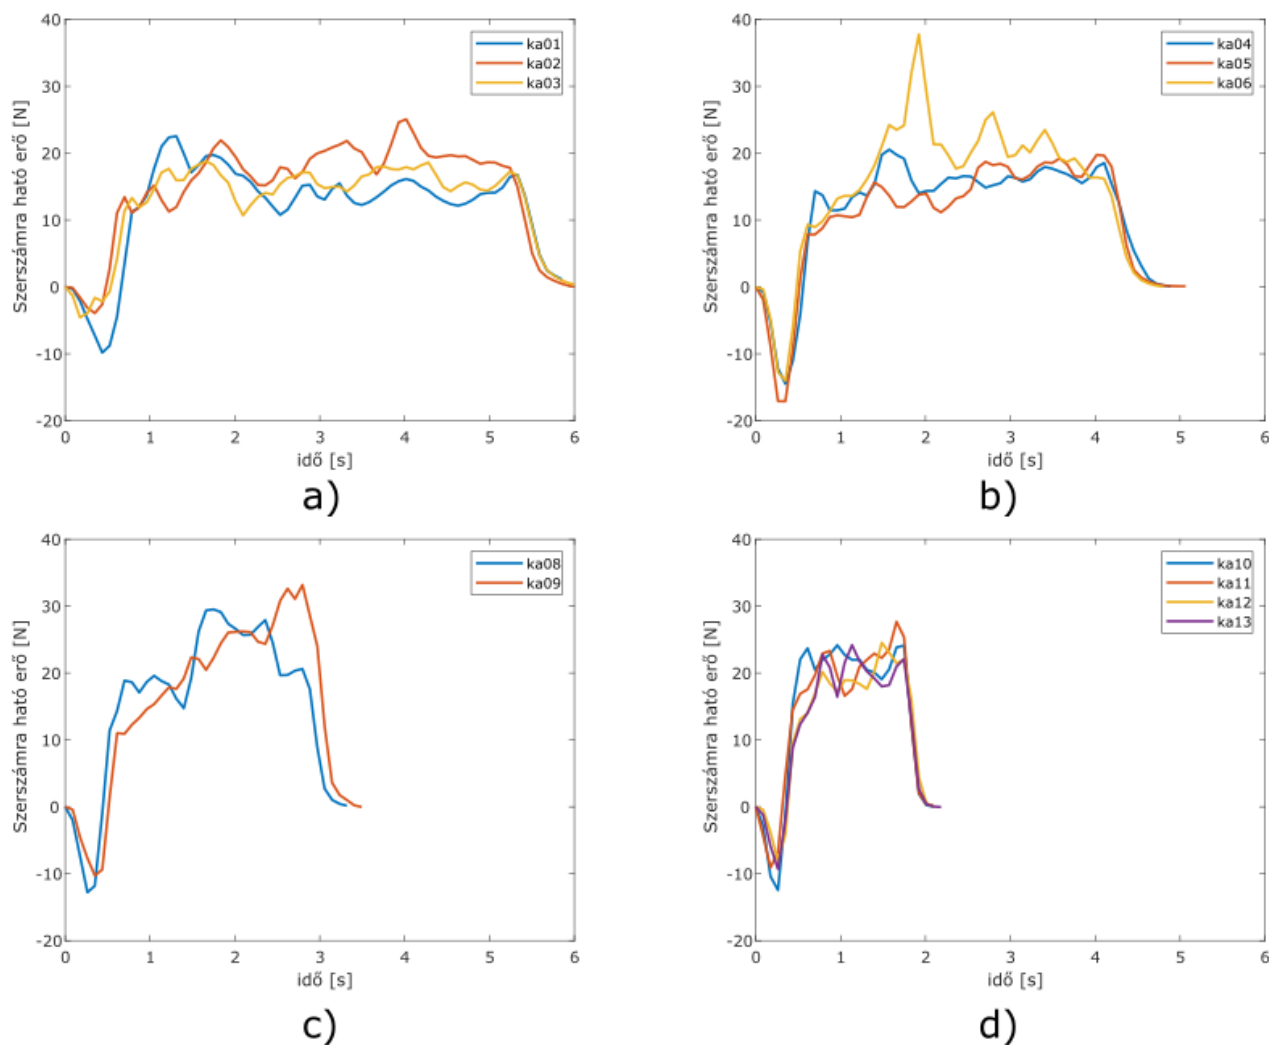 40
30
20
10
0
-10
-20
Szerszámra ható erő [N]
0 1 2 3 4 5 6
idő [s]
ka01
ka02
ka03
a)
40
30
20
10
0
-10
-20
Szerszámra ható erő [N]
0 1 2 3 4 5 6
idő [s]
ka04
ka05
ka06
b)
40
30
20
10
0
-10
-20
Szerszámra ható erő [N]
0 1 2 3 4 5 6
idő [s]
ka08
ka09
c)
40
30
20
10
0
-10
-20
Szerszámra ható erő [N]
0 1 2 3 4 5 6
idő [s]
ka10
ka11
ka12
ka13
d)